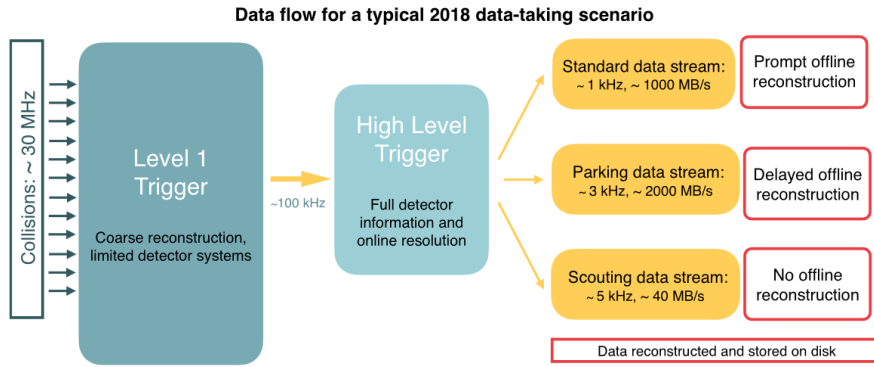 Data flow for a typical 2018 data-taking scenario
Collisions: ~ 30 MHz
Level 1
Trigger
Coarse reconstruction,
limited detector systems
~100 kHz
High Level
Trigger
Full detector
information and
online resolution
Standard data stream:
~ 1 kHz, ~ 1000 MB/s
Prompt offline
reconstruction
Parking data stream:
~ 3 kHz, ~ 2000 MB/s
Delayed offline
reconstruction
Scouting data stream:
~ 5 kHz, ~ 40 MB/s
No offline
reconstruction
Data reconstructed and stored on disk